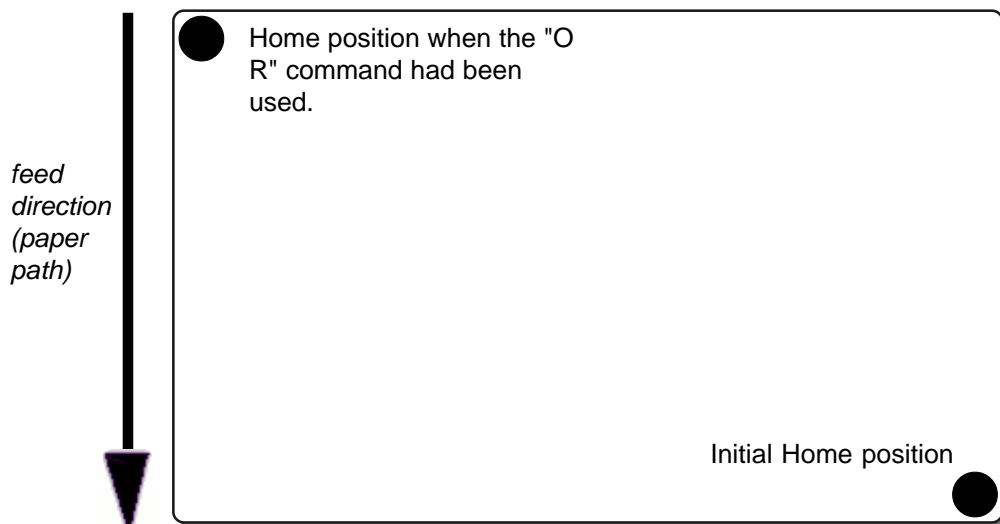 Home position when the "O
R" command had been
used.
feed
direction
(paper
path)
Initial Home position